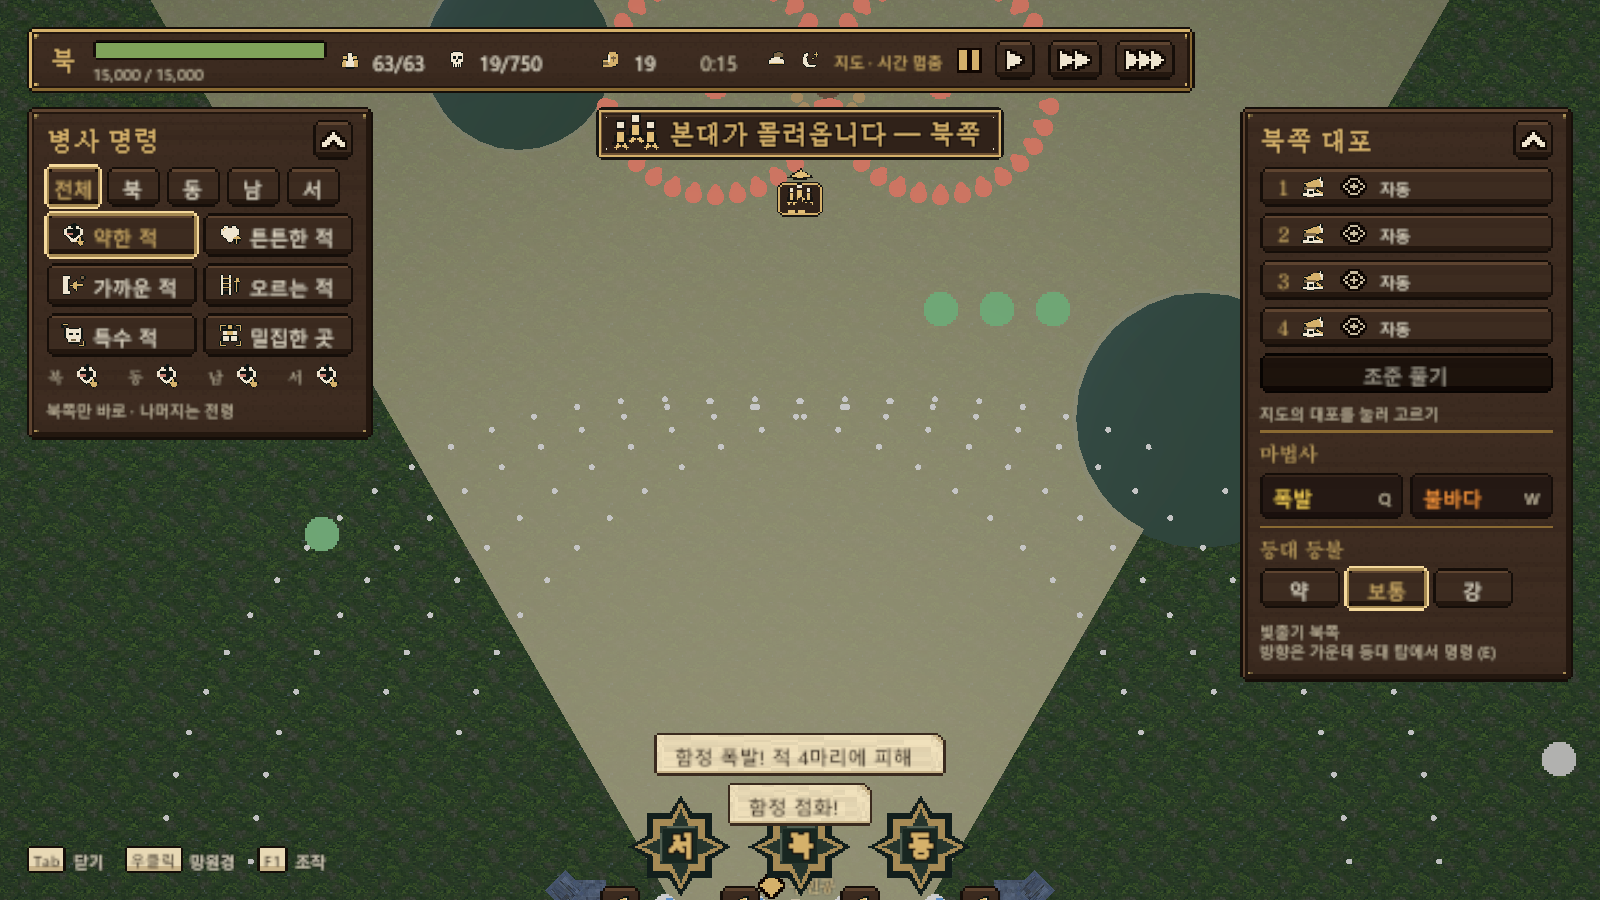 북
15,000 / 15,000
63/63
19/750
19
0:15
지도 · 시간 멈춤
병사 명령
전체
북
동
남
서
약한 적
튼튼한 적
가까운 적
오르는 적
특수 적
밀집한 곳
북 동 남 서
북쪽만 바로 · 나머지는 전령
본대가 몰려옵니다 — 북쪽
북쪽 대포
1 자동
2 자동
3 자동
4 자동
조준 풀기
지도의 대포를 눌러 고르기
마법사
폭발 Q
불바다 W
등대 등불
약
보통
강
빛줄기 북쪽
방향은 가운데 등대 탑에서 명령 (E)
함정 폭발! 적 4마리에 피해
함정 점화!
서
북
동
Tab 닫기
우클릭 망원경 · F1 조작